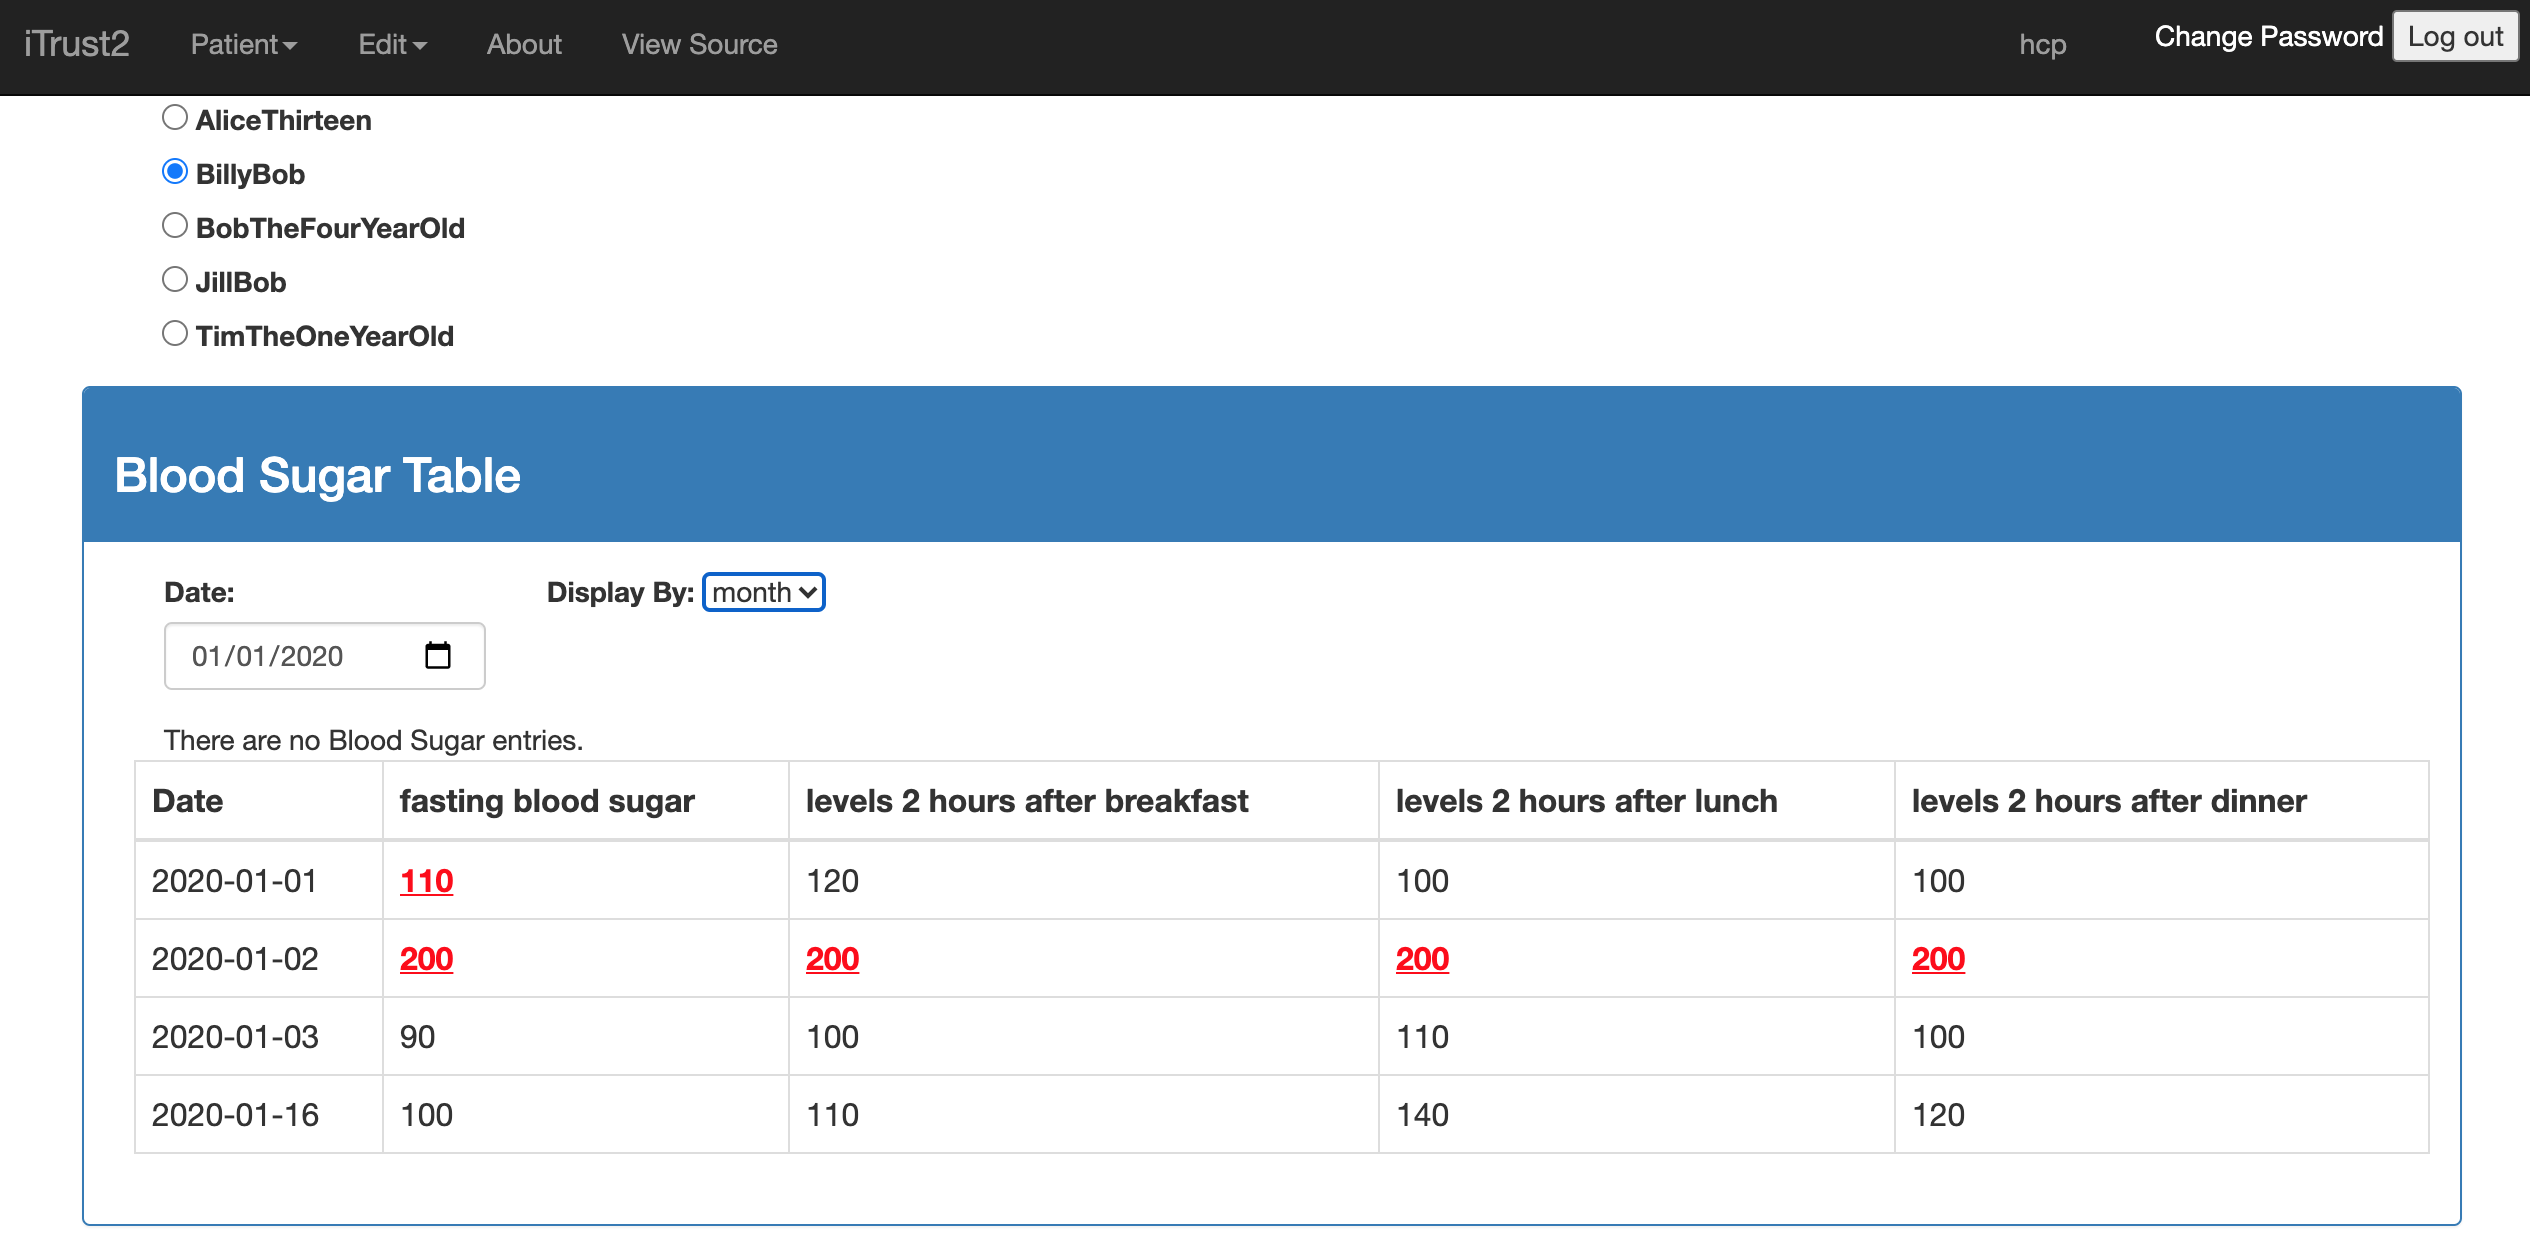 iTrust2 Patient Edit About View Source hcp Change Password Log out
AliceThirteen
BillyBob
BobTheFourYearOld
JillBob
TimTheOneYearOld
Blood Sugar Table
Date: Display By: month
01/01/2020
There are no Blood Sugar entries.
Date fasting blood sugar levels 2 hours after breakfast levels 2 hours after lunch levels 2 hours after dinner
2020-01-01 110 120 100 100
2020-01-02 200 200 200 200
2020-01-03 90 100 110 100
2020-01-16 100 110 140 120